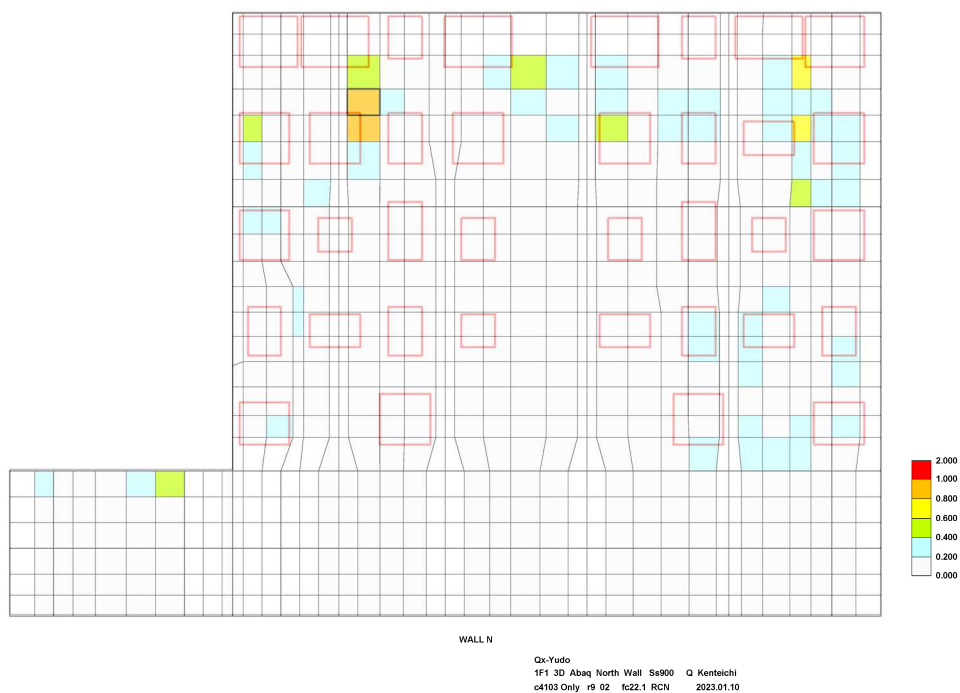 2.000
1.000
0.800
0.600
0.400
0.200
0.000
WALL N
Qx-Yudo
1F1 3D Abaq North Wall Ss900 Q Kenteichi
c4103 Only r9 02 fc22.1 RCN 2023.01.10